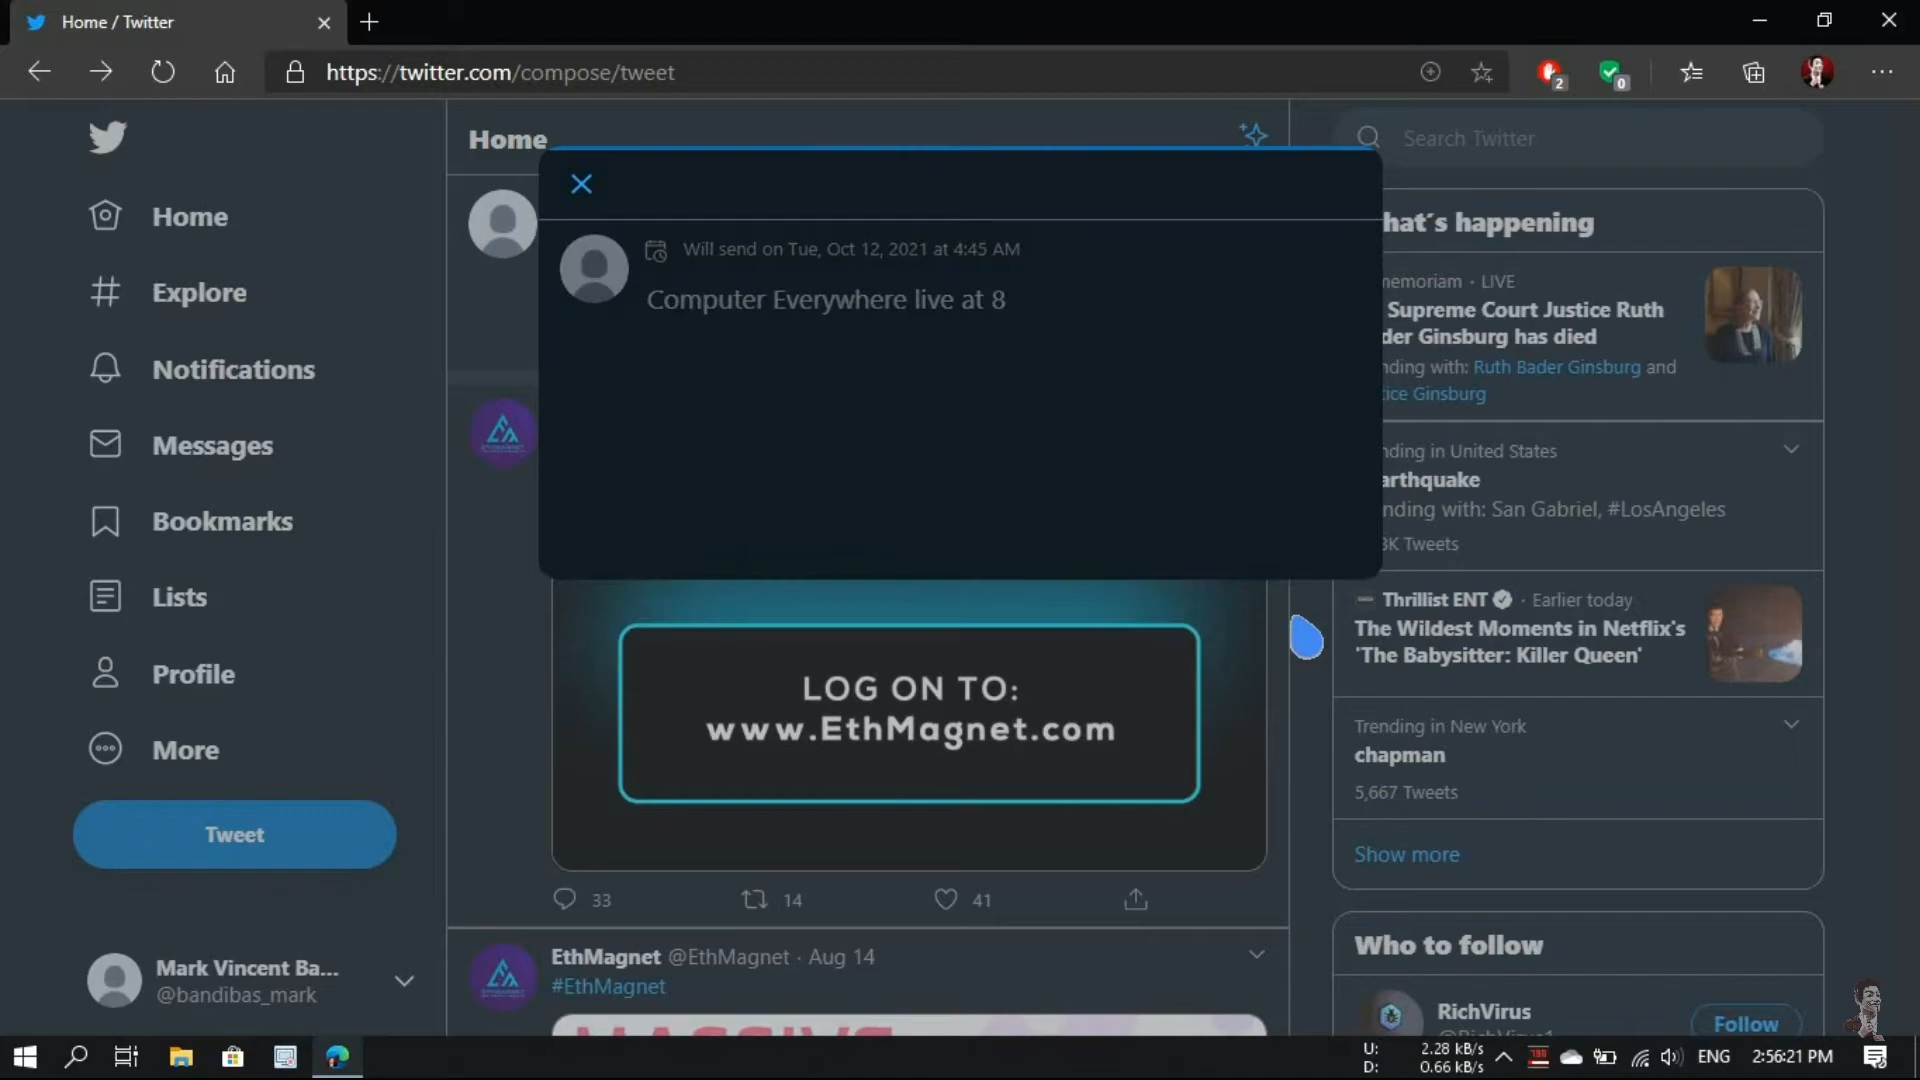 Home / Twitter
https://twitter.com/compose/tweet
2
0
Home
Explore
Notifications
Messages
Bookmarks
Lists
Profile
More
Tweet
Mark Vincent Ba...
@bandibas_mark
Home
Will send on Tue, Oct 12, 2021 at 4:45 AM
Computer Everywhere live at 8
LOG ON TO:
www.EthMagnet.com
33 14 41
EthMagnet @EthMagnet · Aug 14
#EthMagnet
Search Twitter
hat´s happening
memoriam · LIVE
Supreme Court Justice Ruth
der Ginsburg has died
nding with: Ruth Bader Ginsburg and
tice Ginsburg
nding in United States
arthquake
nding with: San Gabriel, #LosAngeles
3K Tweets
Thrillist ENT · Earlier today
The Wildest Moments in Netflix's
'The Babysitter: Killer Queen'
Trending in New York
chapman
5,667 Tweets
Show more
Who to follow
RichVirus
Follow
U: 2.28 kB/s
D: 0.66 kB/s
ENG
2:56:21 PM